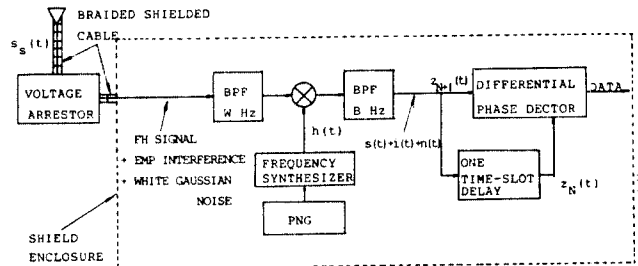 BRAIDED SHIELDED
CABLE
s_s(t)
VOLTAGE
ARRESTOR
BPF
W Hz
BPF
B Hz
z_{N+1}(t)
DIFFERENTIAL
PHASE DECTOR
DATA
h(t)
s(t)+i(t)+n(t)
FH SIGNAL
+ EMP INTERFERENCE
+ WHITE GAUSSIAN
NOISE
FREQUENCY
SYNTHESIZER
PNG
ONE
TIME-SLOT
DELAY
z_N(t)
SHIELD
ENCLOSURE